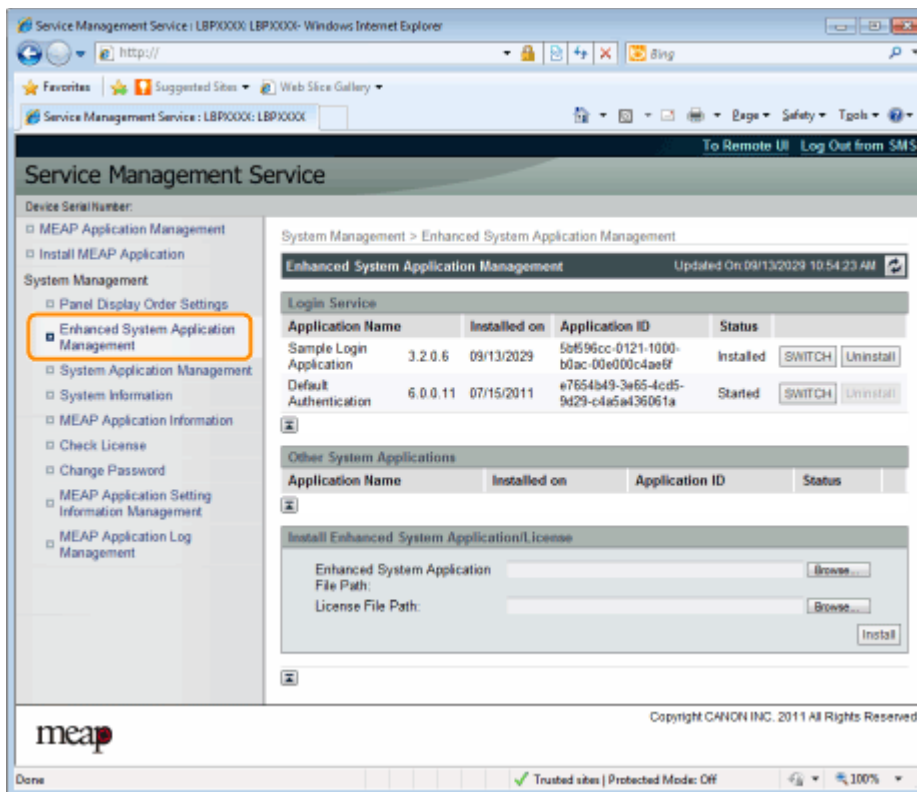 Service Management Service : LBPXXXX: LBPXXXX- Windows Internet Explorer
http://
Bing
Favorites Suggested Sites Web Slice Gallery
Service Management Service : LBPXXXX: LBPXXXX
Page Safety Tools
To Remote UI Log Out from SMS
Service Management Service
Device Serial Number:
MEAP Application Management
Install MEAP Application
System Management
Panel Display Order Settings
Enhanced System Application
Management
System Application Management
System Information
MEAP Application Information
Check License
Change Password
MEAP Application Setting
Information Management
MEAP Application Log
Management
System Management > Enhanced System Application Management
Enhanced System Application Management Updated On:09/13/2029 10:54:23 AM
Login Service
Application Name Installed on Application ID Status
Sample Login
Application 3.2.0.6 09/13/2029 5bf596cc-0121-1000-
b0ac-00e000c4ae6f Installed SWITCH Uninstall
Default
Authentication 6.0.0.11 07/15/2011 e7654b49-3e65-4cd5-
9d29-c4a5a436061a Started SWITCH Uninstall
Other System Applications
Application Name Installed on Application ID Status
Install Enhanced System Application/License
Enhanced System Application
File Path: Browse...
License File Path: Browse...
Install
meap
Copyright CANON INC. 2011 All Rights Reserved
Done Trusted sites | Protected Mode: Off 100%